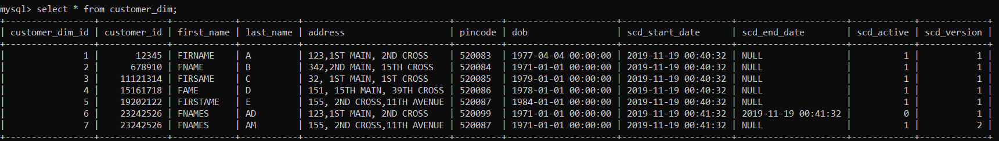 mysql> select * from customer_dim;
+-----------------+-------------+------------+-----------+----------------------------+---------+---------------------+---------------------+---------------------+------------+-------------+
| customer_dim_id | customer_id | first_name | last_name | address                    | pincode | dob                 | scd_start_date      | scd_end_date        | scd_active | scd_version |
+-----------------+-------------+------------+-----------+----------------------------+---------+---------------------+---------------------+---------------------+------------+-------------+
|               1 |       12345 | FIRNAME    | A         | 123,1ST MAIN, 2ND CROSS    | 520083  | 1977-04-04 00:00:00 | 2019-11-19 00:40:32 | NULL                |          1 |           1 |
|               2 |      678910 | FNAME      | B         | 342,2ND MAIN, 15TH CROSS   | 520084  | 1971-01-01 00:00:00 | 2019-11-19 00:40:32 | NULL                |          1 |           1 |
|               3 |    11121314 | FIRSAME    | C         | 32, 1ST MAIN, 1ST CROSS    | 520085  | 1979-01-01 00:00:00 | 2019-11-19 00:40:32 | NULL                |          1 |           1 |
|               4 |    15161718 | FAME       | D         | 151, 15TH MAIN, 39TH CROSS | 520086  | 1978-01-01 00:00:00 | 2019-11-19 00:40:32 | NULL                |          1 |           1 |
|               5 |    19202122 | FIRSTAME   | E         | 155, 2ND CROSS,11TH AVENUE | 520087  | 1984-01-01 00:00:00 | 2019-11-19 00:40:32 | NULL                |          1 |           1 |
|               6 |    23242526 | FNAMES     | AD        | 123,1ST MAIN, 2ND CROSS    | 520099  | 1971-01-01 00:00:00 | 2019-11-19 00:41:32 | 2019-11-19 00:41:32 |          0 |           1 |
|               7 |    23242526 | FNAMES     | AM        | 155, 2ND CROSS,11TH AVENUE | 520087  | 1971-01-01 00:00:00 | 2019-11-19 00:41:32 | NULL                |          1 |           2 |
+-----------------+-------------+------------+-----------+----------------------------+---------+---------------------+---------------------+---------------------+------------+-------------+